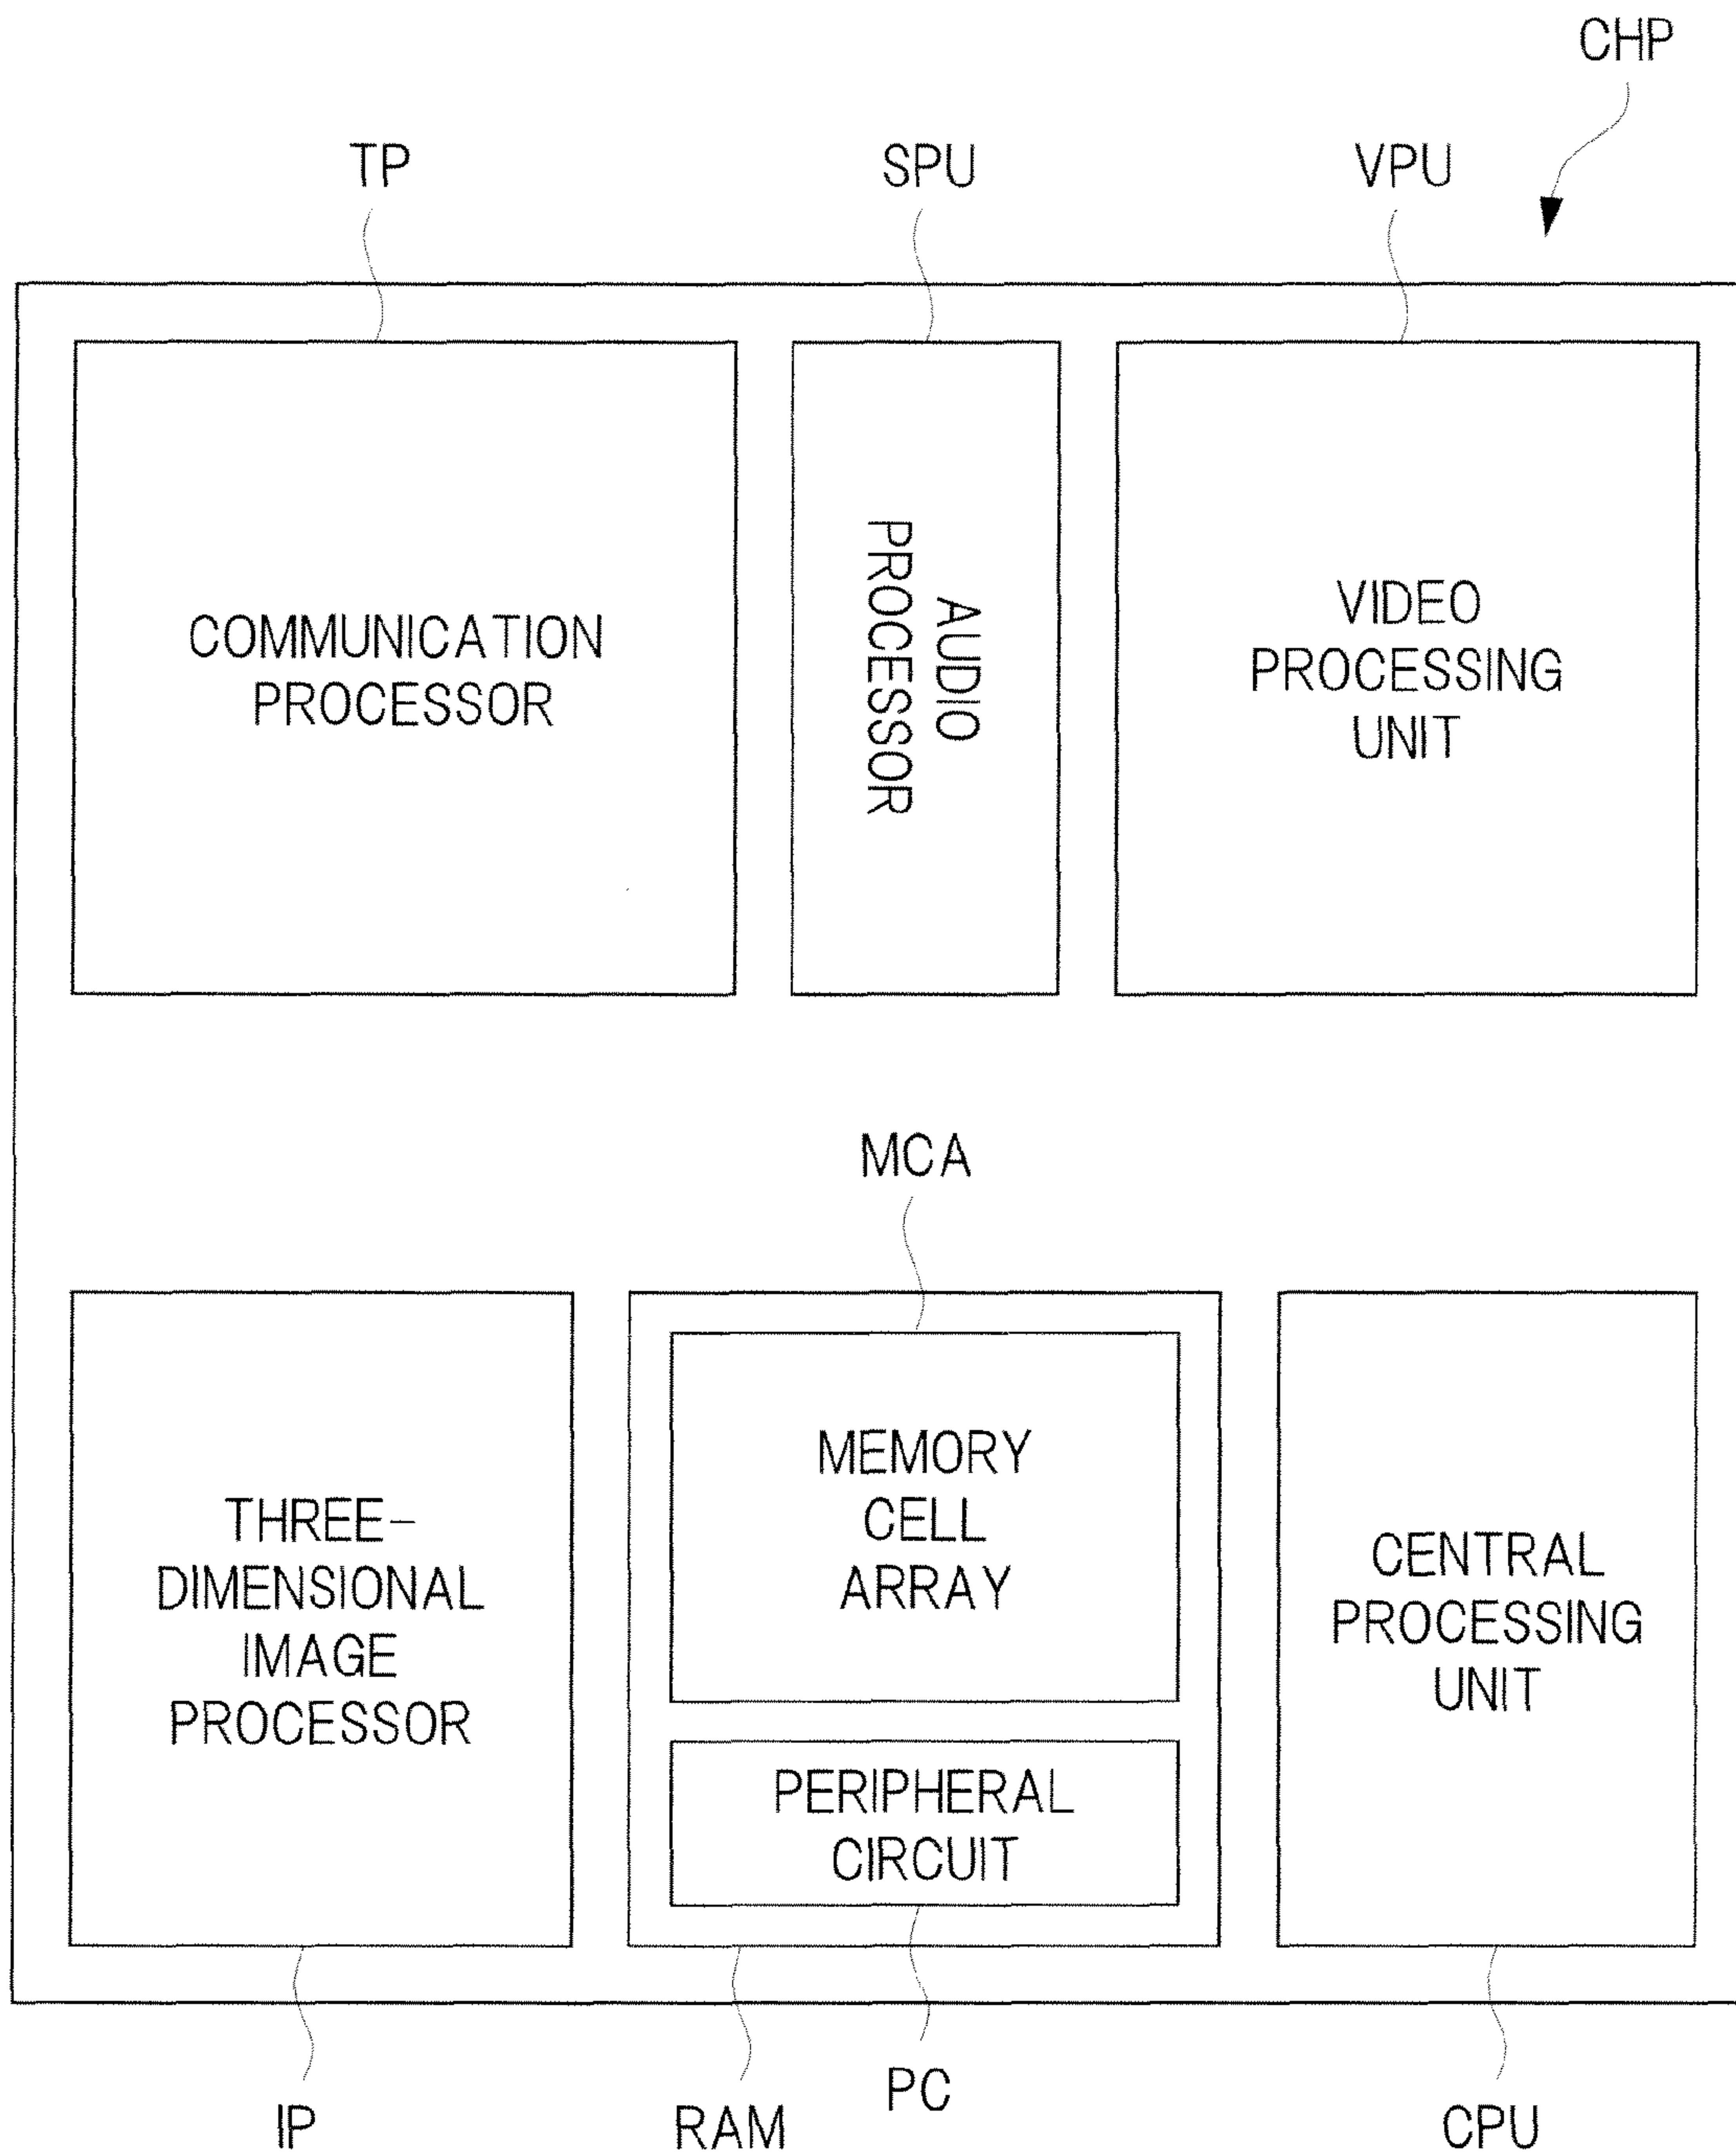 CHP
TP
SPU
VPU
COMMUNICATION
PROCESSOR
AUDIO
PROCESSOR
VIDEO
PROCESSING
UNIT
MCA
THREE-
DIMENSIONAL
IMAGE
PROCESSOR
MEMORY
CELL
ARRAY
PERIPHERAL
CIRCUIT
CENTRAL
PROCESSING
UNIT
IP
RAM
PC
CPU